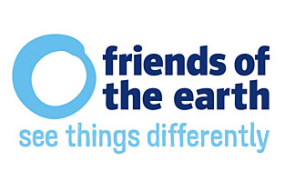 friends of
the earth
see things differently